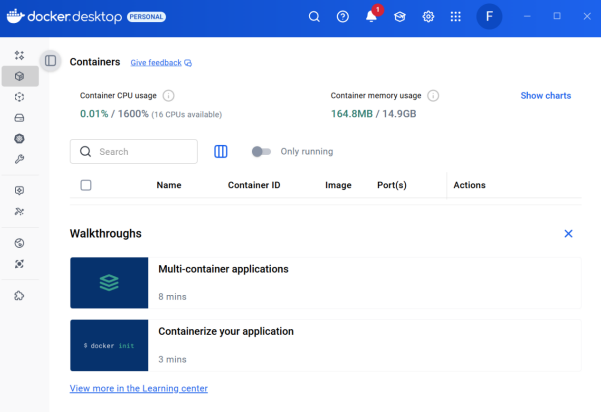 docker desktop PERSONAL
1
F
Containers Give feedback
Container CPU usage
0.01% / 1600% (16 CPUs available)
Container memory usage
164.8MB / 14.9GB
Show charts
Search
Only running
Name Container ID Image Port(s) Actions
Walkthroughs
Multi-container applications
8 mins
$ docker init
Containerize your application
3 mins
View more in the Learning center